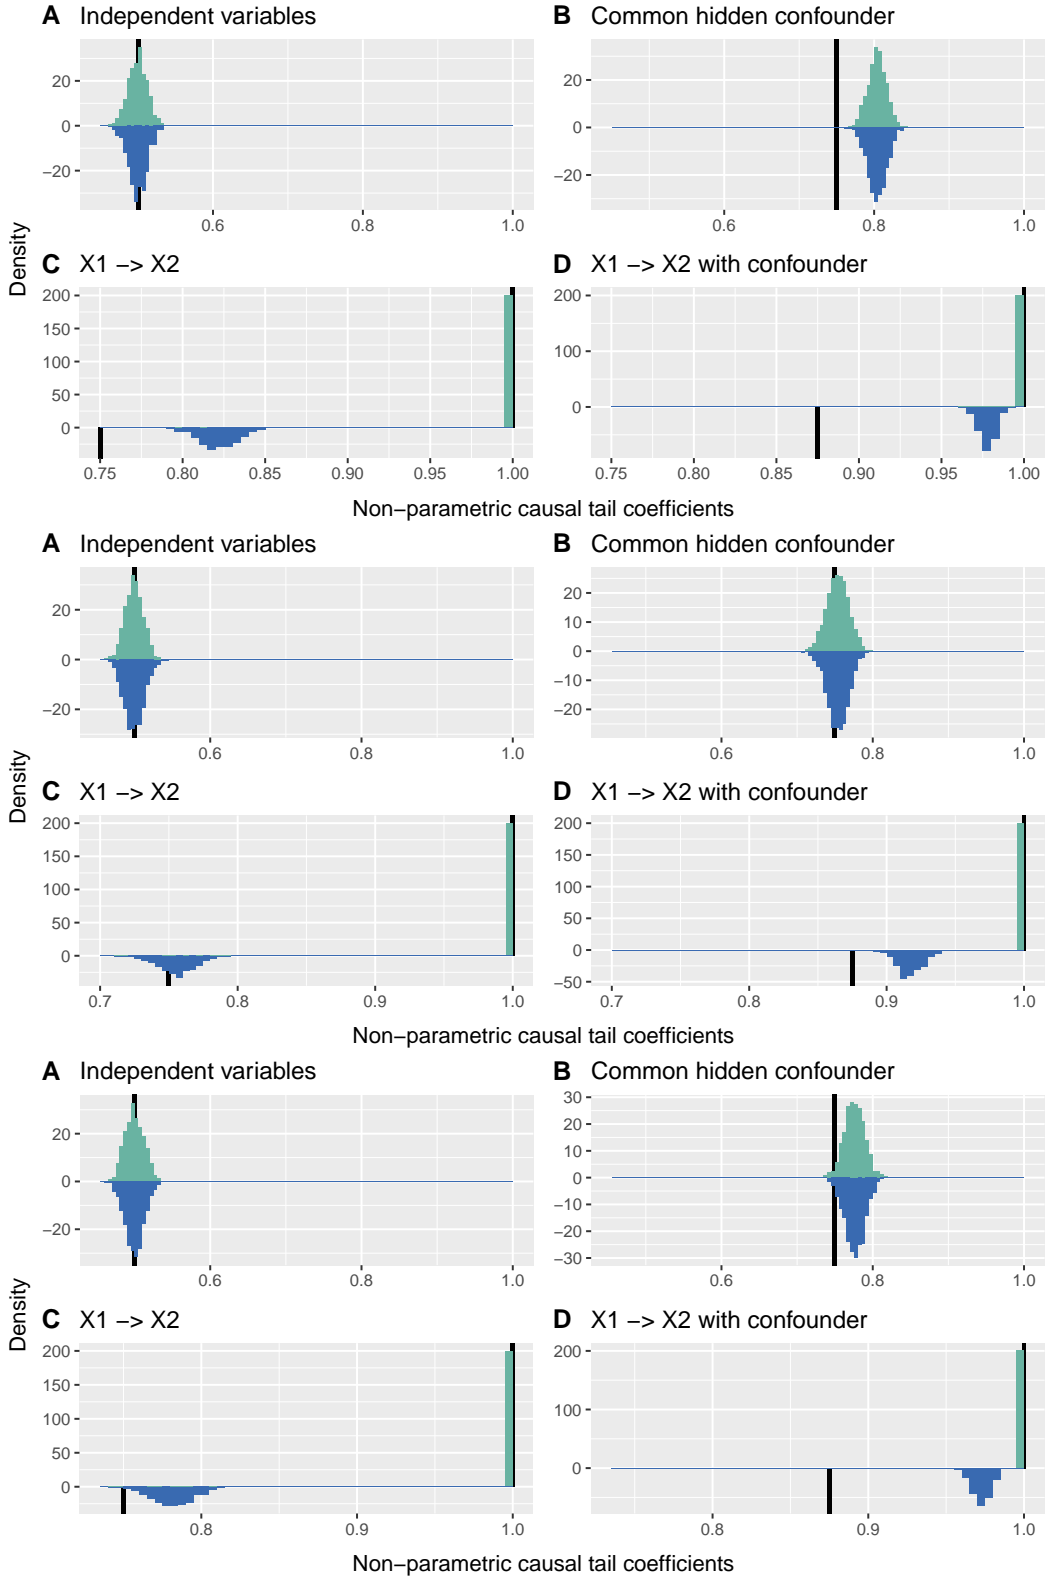 A Independent variables
20
0
−20
0.6 0.8 1.0
B Common hidden confounder
20
0
−20
0.6 0.8 1.0
Density
C X1 −> X2
200
150
100
50
0
0.75 0.80 0.85 0.90 0.95 1.00
D X1 −> X2 with confounder
200
100
0
0.75 0.80 0.85 0.90 0.95 1.00
Non−parametric causal tail coefficients
A Independent variables
20
0
−20
0.6 0.8 1.0
B Common hidden confounder
20
10
0
−10
−20
0.6 0.8 1.0
Density
C X1 −> X2
200
150
100
50
0
0.7 0.8 0.9 1.0
D X1 −> X2 with confounder
200
150
100
50
0
−50
0.7 0.8 0.9 1.0
Non−parametric causal tail coefficients
A Independent variables
20
0
−20
0.6 0.8 1.0
B Common hidden confounder
30
20
10
0
−10
−20
−30
0.6 0.8 1.0
Density
C X1 −> X2
200
150
100
50
0
0.8 0.9 1.0
D X1 −> X2 with confounder
200
100
0
0.8 0.9 1.0
Non−parametric causal tail coefficients